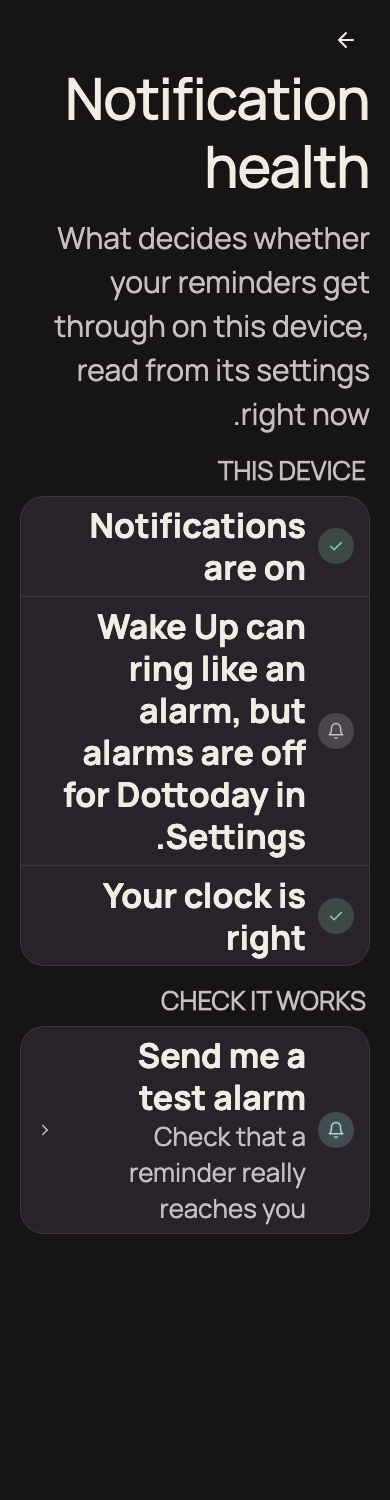 Notification
health
What decides whether
your reminders get
through on this device,
read from its settings
.right now
THIS DEVICE
Notifications
are on
Wake Up can
ring like an
alarm, but
alarms are off
for Dottoday in
.Settings
Your clock is
right
CHECK IT WORKS
Send me a
test alarm
Check that a
reminder really
reaches you